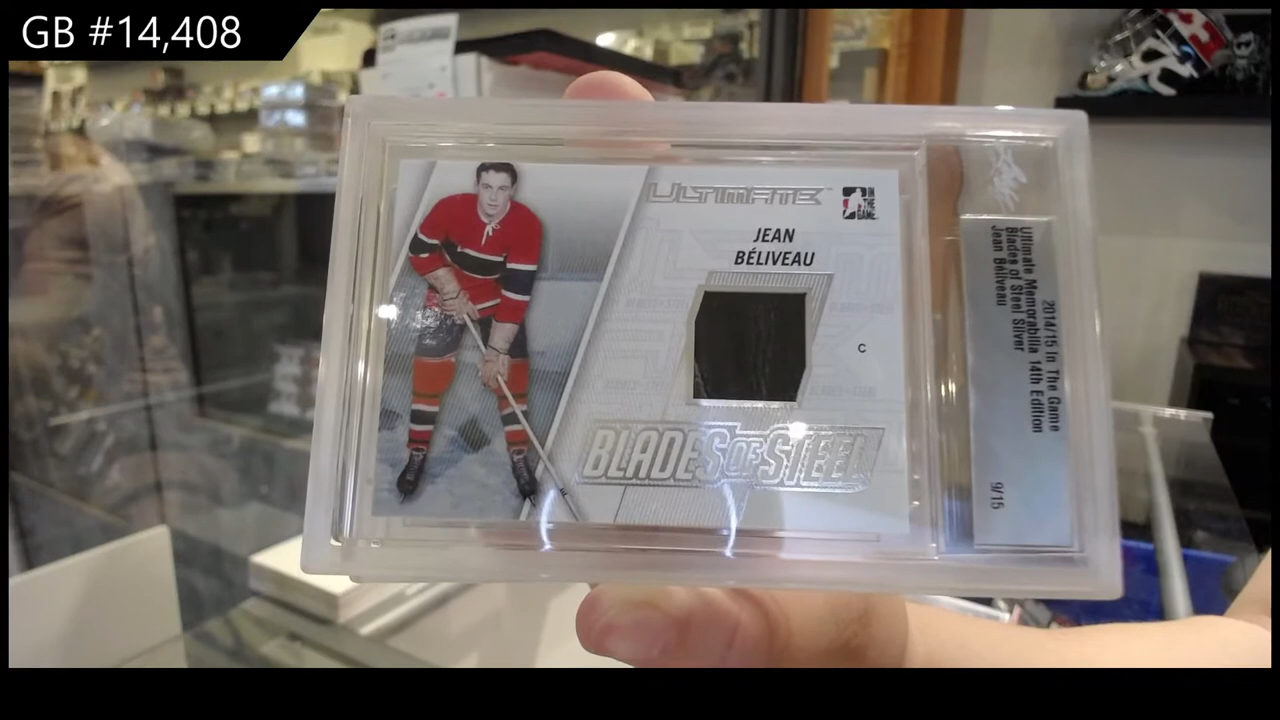 GB #14,408
ULTIMATE
IN
THE
GAME
JEAN
BÉLIVEAU
C
BLADES OF STEEL
2014/15 In The Game
Ultimate Memorabilia 14th Edition
Blades of Steel Silver
Jean Béliveau
9/15